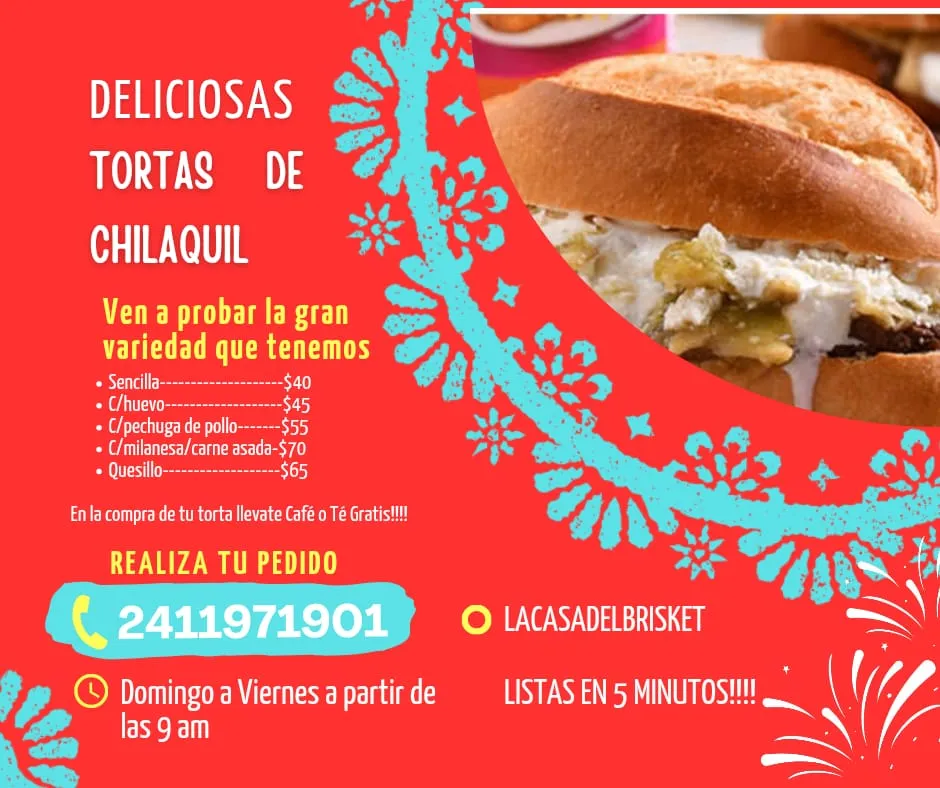 DELICIOSAS
TORTAS DE
CHILAQUIL
Ven a probar la gran
variedad que tenemos
• Sencilla--------------------$40
• C/huevo-------------------$45
• C/pechuga de pollo-------$55
• C/milanesa/carne asada-$70
• Quesillo-------------------$65
En la compra de tu torta llevate Café o Té Gratis!!!!
REALIZA TU PEDIDO
2411971901
LACASADELBRISKET
Domingo a Viernes a partir de
las 9 am
LISTAS EN 5 MINUTOS!!!!